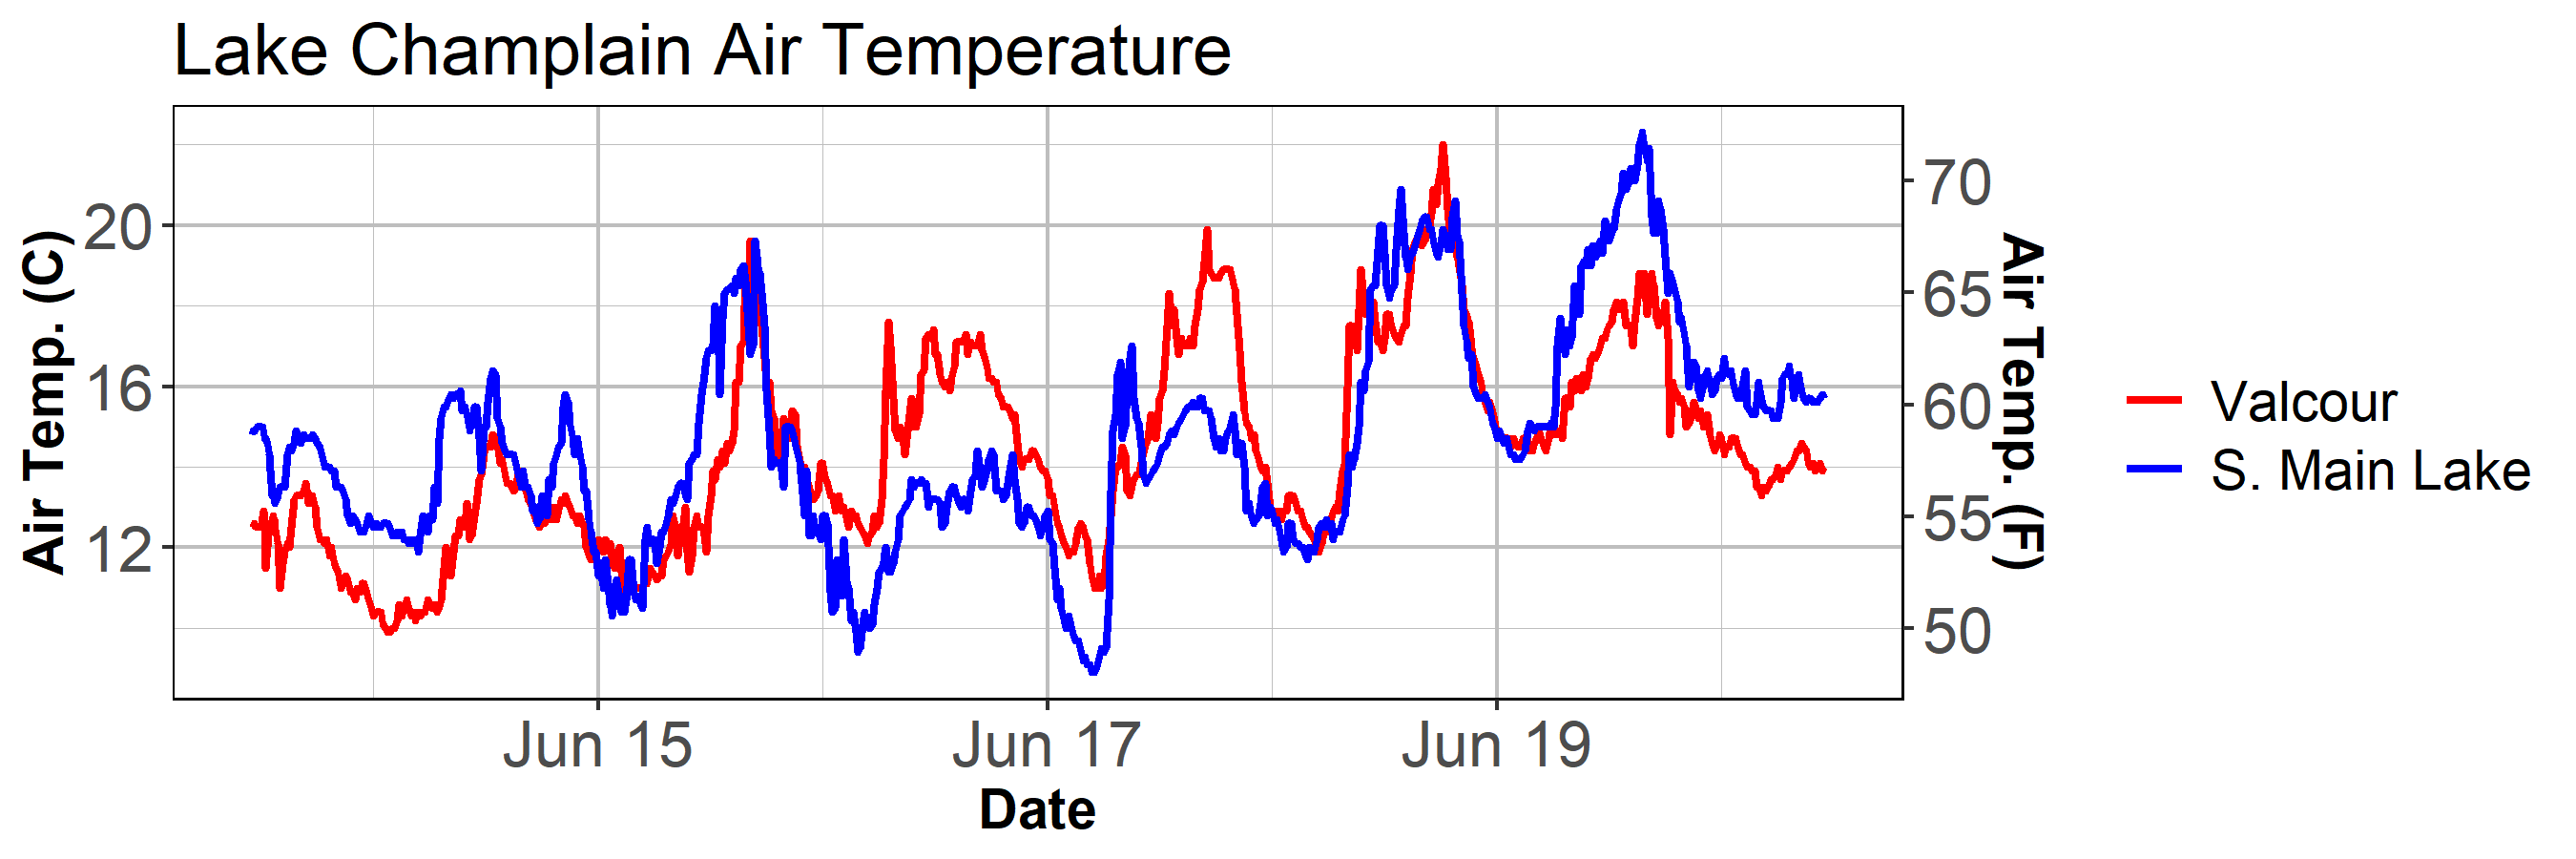 Lake Champlain Air Temperature
Air Temp. (C)
20
16
12
70
65
60
55
50
Air Temp. (F)
Jun 15
Jun 17
Jun 19
Date
Valcour
S. Main Lake